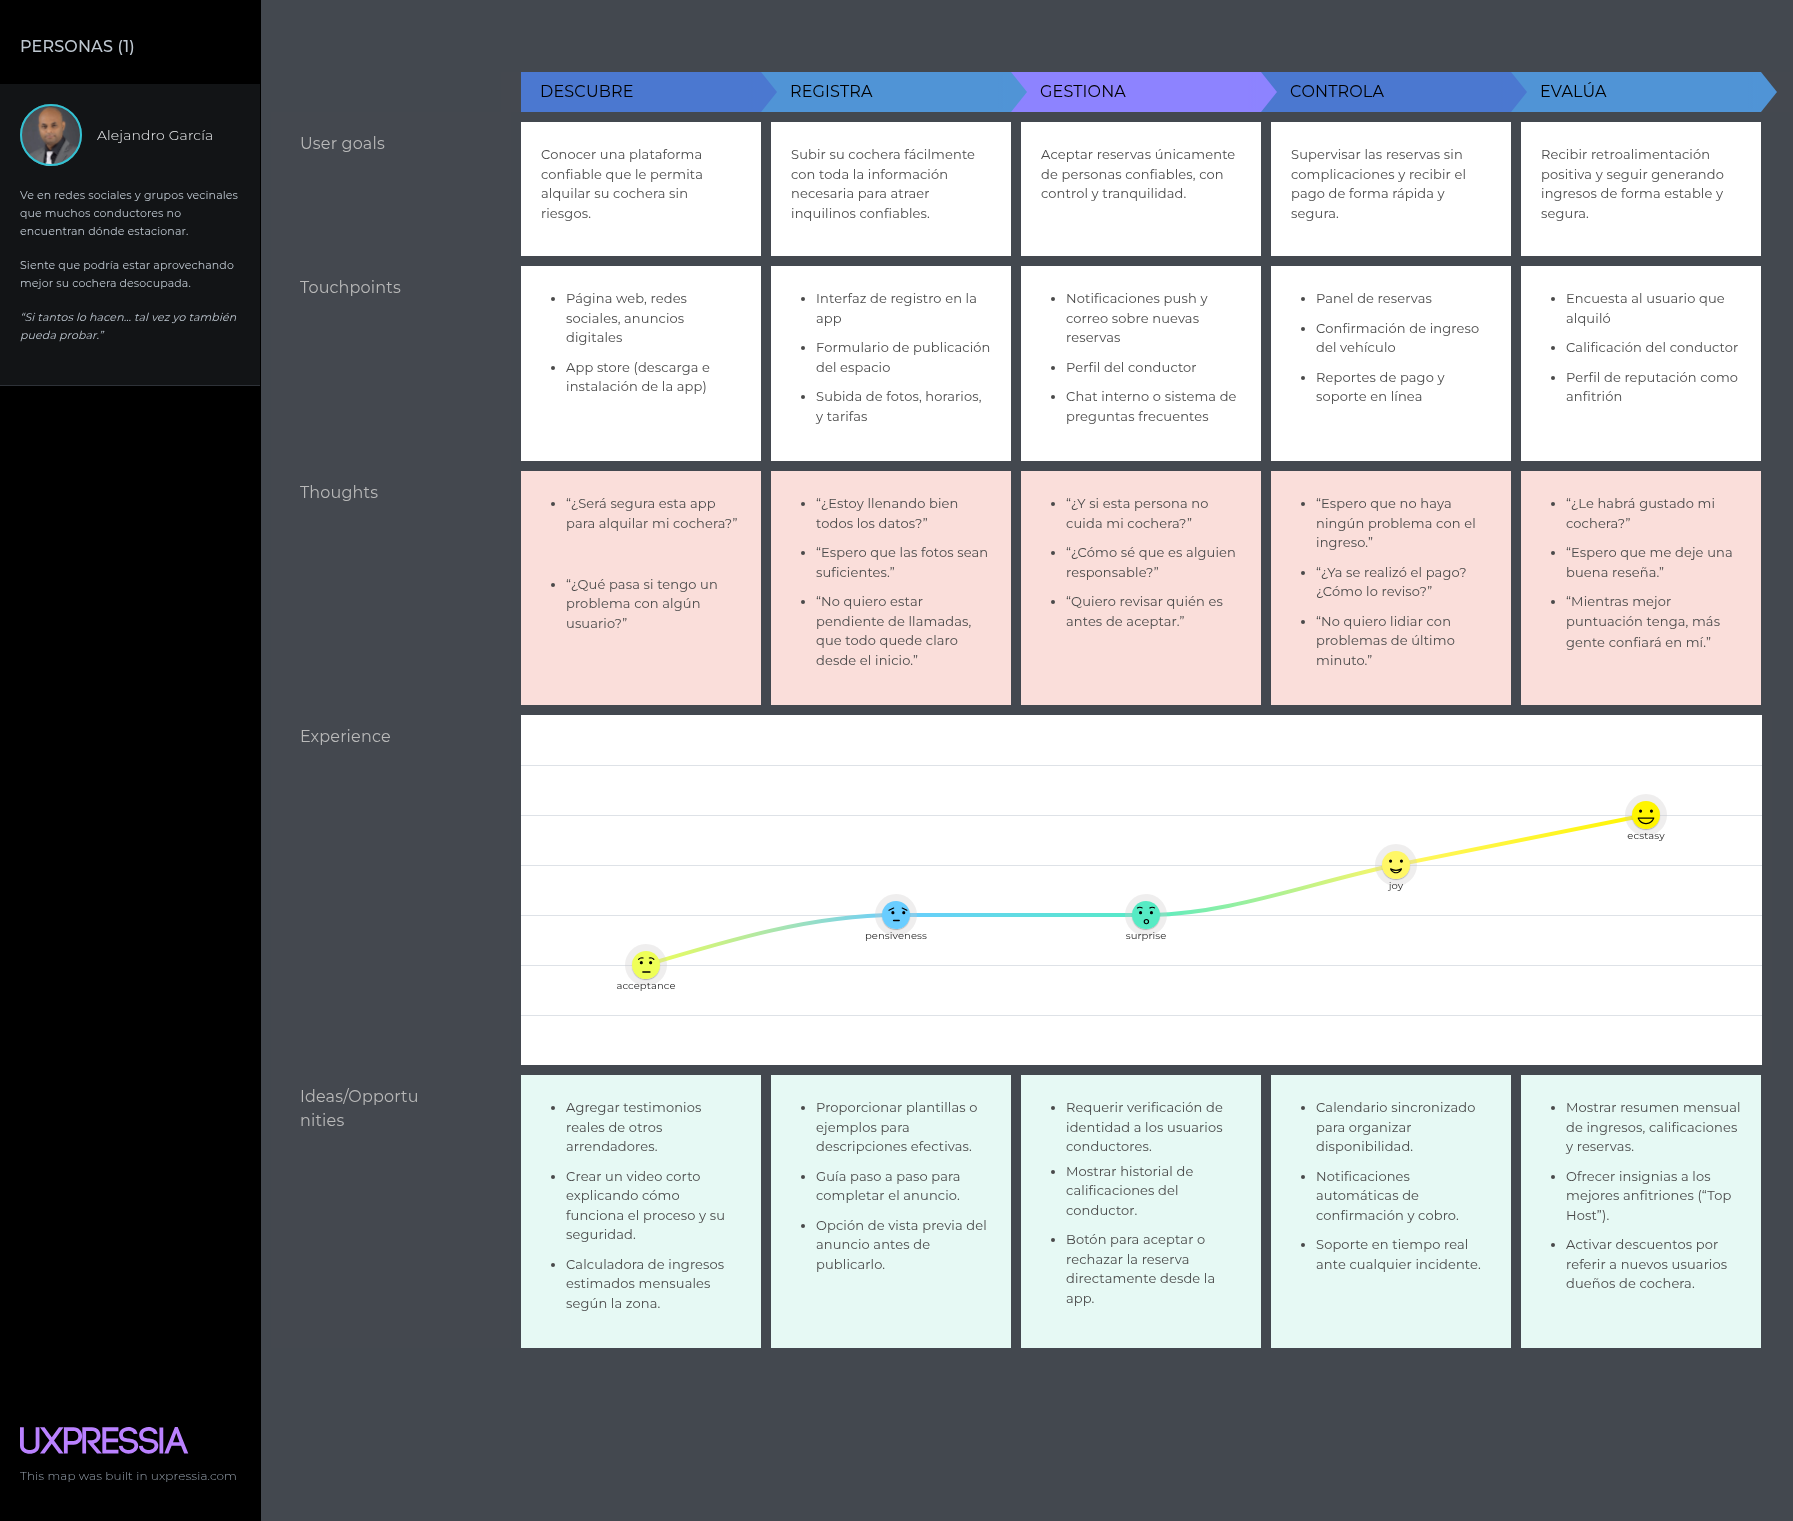 PERSONAS (1)
Alejandro García
Ve en redes sociales y grupos vecinales
que muchos conductores no
encuentran dónde estacionar.
Siente que podría estar aprovechando
mejor su cochera desocupada.
“Si tantos lo hacen... tal vez yo también
pueda probar.”
DESCUBRE
REGISTRA
GESTIONA
CONTROLA
EVALÚA
User goals
Conocer una plataforma
confiable que le permita
alquilar su cochera sin
riesgos.
Subir su cochera fácilmente
con toda la información
necesaria para atraer
inquilinos confiables.
Aceptar reservas únicamente
de personas confiables, con
control y tranquilidad.
Supervisar las reservas sin
complicaciones y recibir el
pago de forma rápida y
segura.
Recibir retroalimentación
positiva y seguir generando
ingresos de forma estable y
segura.
Touchpoints
• Página web, redes
sociales, anuncios
digitales
• App store (descarga e
instalación de la app)
• Interfaz de registro en la
app
• Formulario de publicación
del espacio
• Subida de fotos, horarios,
y tarifas
• Notificaciones push y
correo sobre nuevas
reservas
• Perfil del conductor
• Chat interno o sistema de
preguntas frecuentes
• Panel de reservas
• Confirmación de ingreso
del vehículo
• Reportes de pago y
soporte en línea
• Encuesta al usuario que
alquiló
• Calificación del conductor
• Perfil de reputación como
anfitrión
Thoughts
• “¿Será segura esta app
para alquilar mi cochera?”
• “¿Qué pasa si tengo un
problema con algún
usuario?”
• “¿Estoy llenando bien
todos los datos?”
• “Espero que las fotos sean
suficientes.”
• “No quiero estar
pendiente de llamadas,
que todo quede claro
desde el inicio.”
• “¿Y si esta persona no
cuida mi cochera?”
• “¿Cómo sé que es alguien
responsable?”
• “Quiero revisar quién es
antes de aceptar.”
• “Espero que no haya
ningún problema con el
ingreso.”
• “¿Ya se realizó el pago?
¿Cómo lo reviso?”
• “No quiero lidiar con
problemas de último
minuto.”
• “¿Le habrá gustado mi
cochera?”
• “Espero que me deje una
buena reseña.”
• “Mientras mejor
puntuación tenga, más
gente confiará en mí.”
Experience
acceptance
pensiveness
surprise
joy
ecstasy
Ideas/Opportu
nities
• Agregar testimonios
reales de otros
arrendadores.
• Crear un video corto
explicando cómo
funciona el proceso y su
seguridad.
• Calculadora de ingresos
estimados mensuales
según la zona.
• Proporcionar plantillas o
ejemplos para
descripciones efectivas.
• Guía paso a paso para
completar el anuncio.
• Opción de vista previa del
anuncio antes de
publicarlo.
• Requerir verificación de
identidad a los usuarios
conductores.
• Mostrar historial de
calificaciones del
conductor.
• Botón para aceptar o
rechazar la reserva
directamente desde la
app.
• Calendario sincronizado
para organizar
disponibilidad.
• Notificaciones
automáticas de
confirmación y cobro.
• Soporte en tiempo real
ante cualquier incidente.
• Mostrar resumen mensual
de ingresos, calificaciones
y reservas.
• Ofrecer insignias a los
mejores anfitriones (“Top
Host”).
• Activar descuentos por
referir a nuevos usuarios
dueños de cochera.
UXPRESSIA
This map was built in uxpressia.com